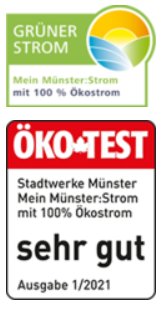 GRÜNER
STROM
Mein Münster:Strom
mit 100 % Ökostrom
ÖKO-TEST
Stadtwerke Münster
Mein Münster:Strom
mit 100% Ökostrom
sehr gut
Ausgabe 1/2021